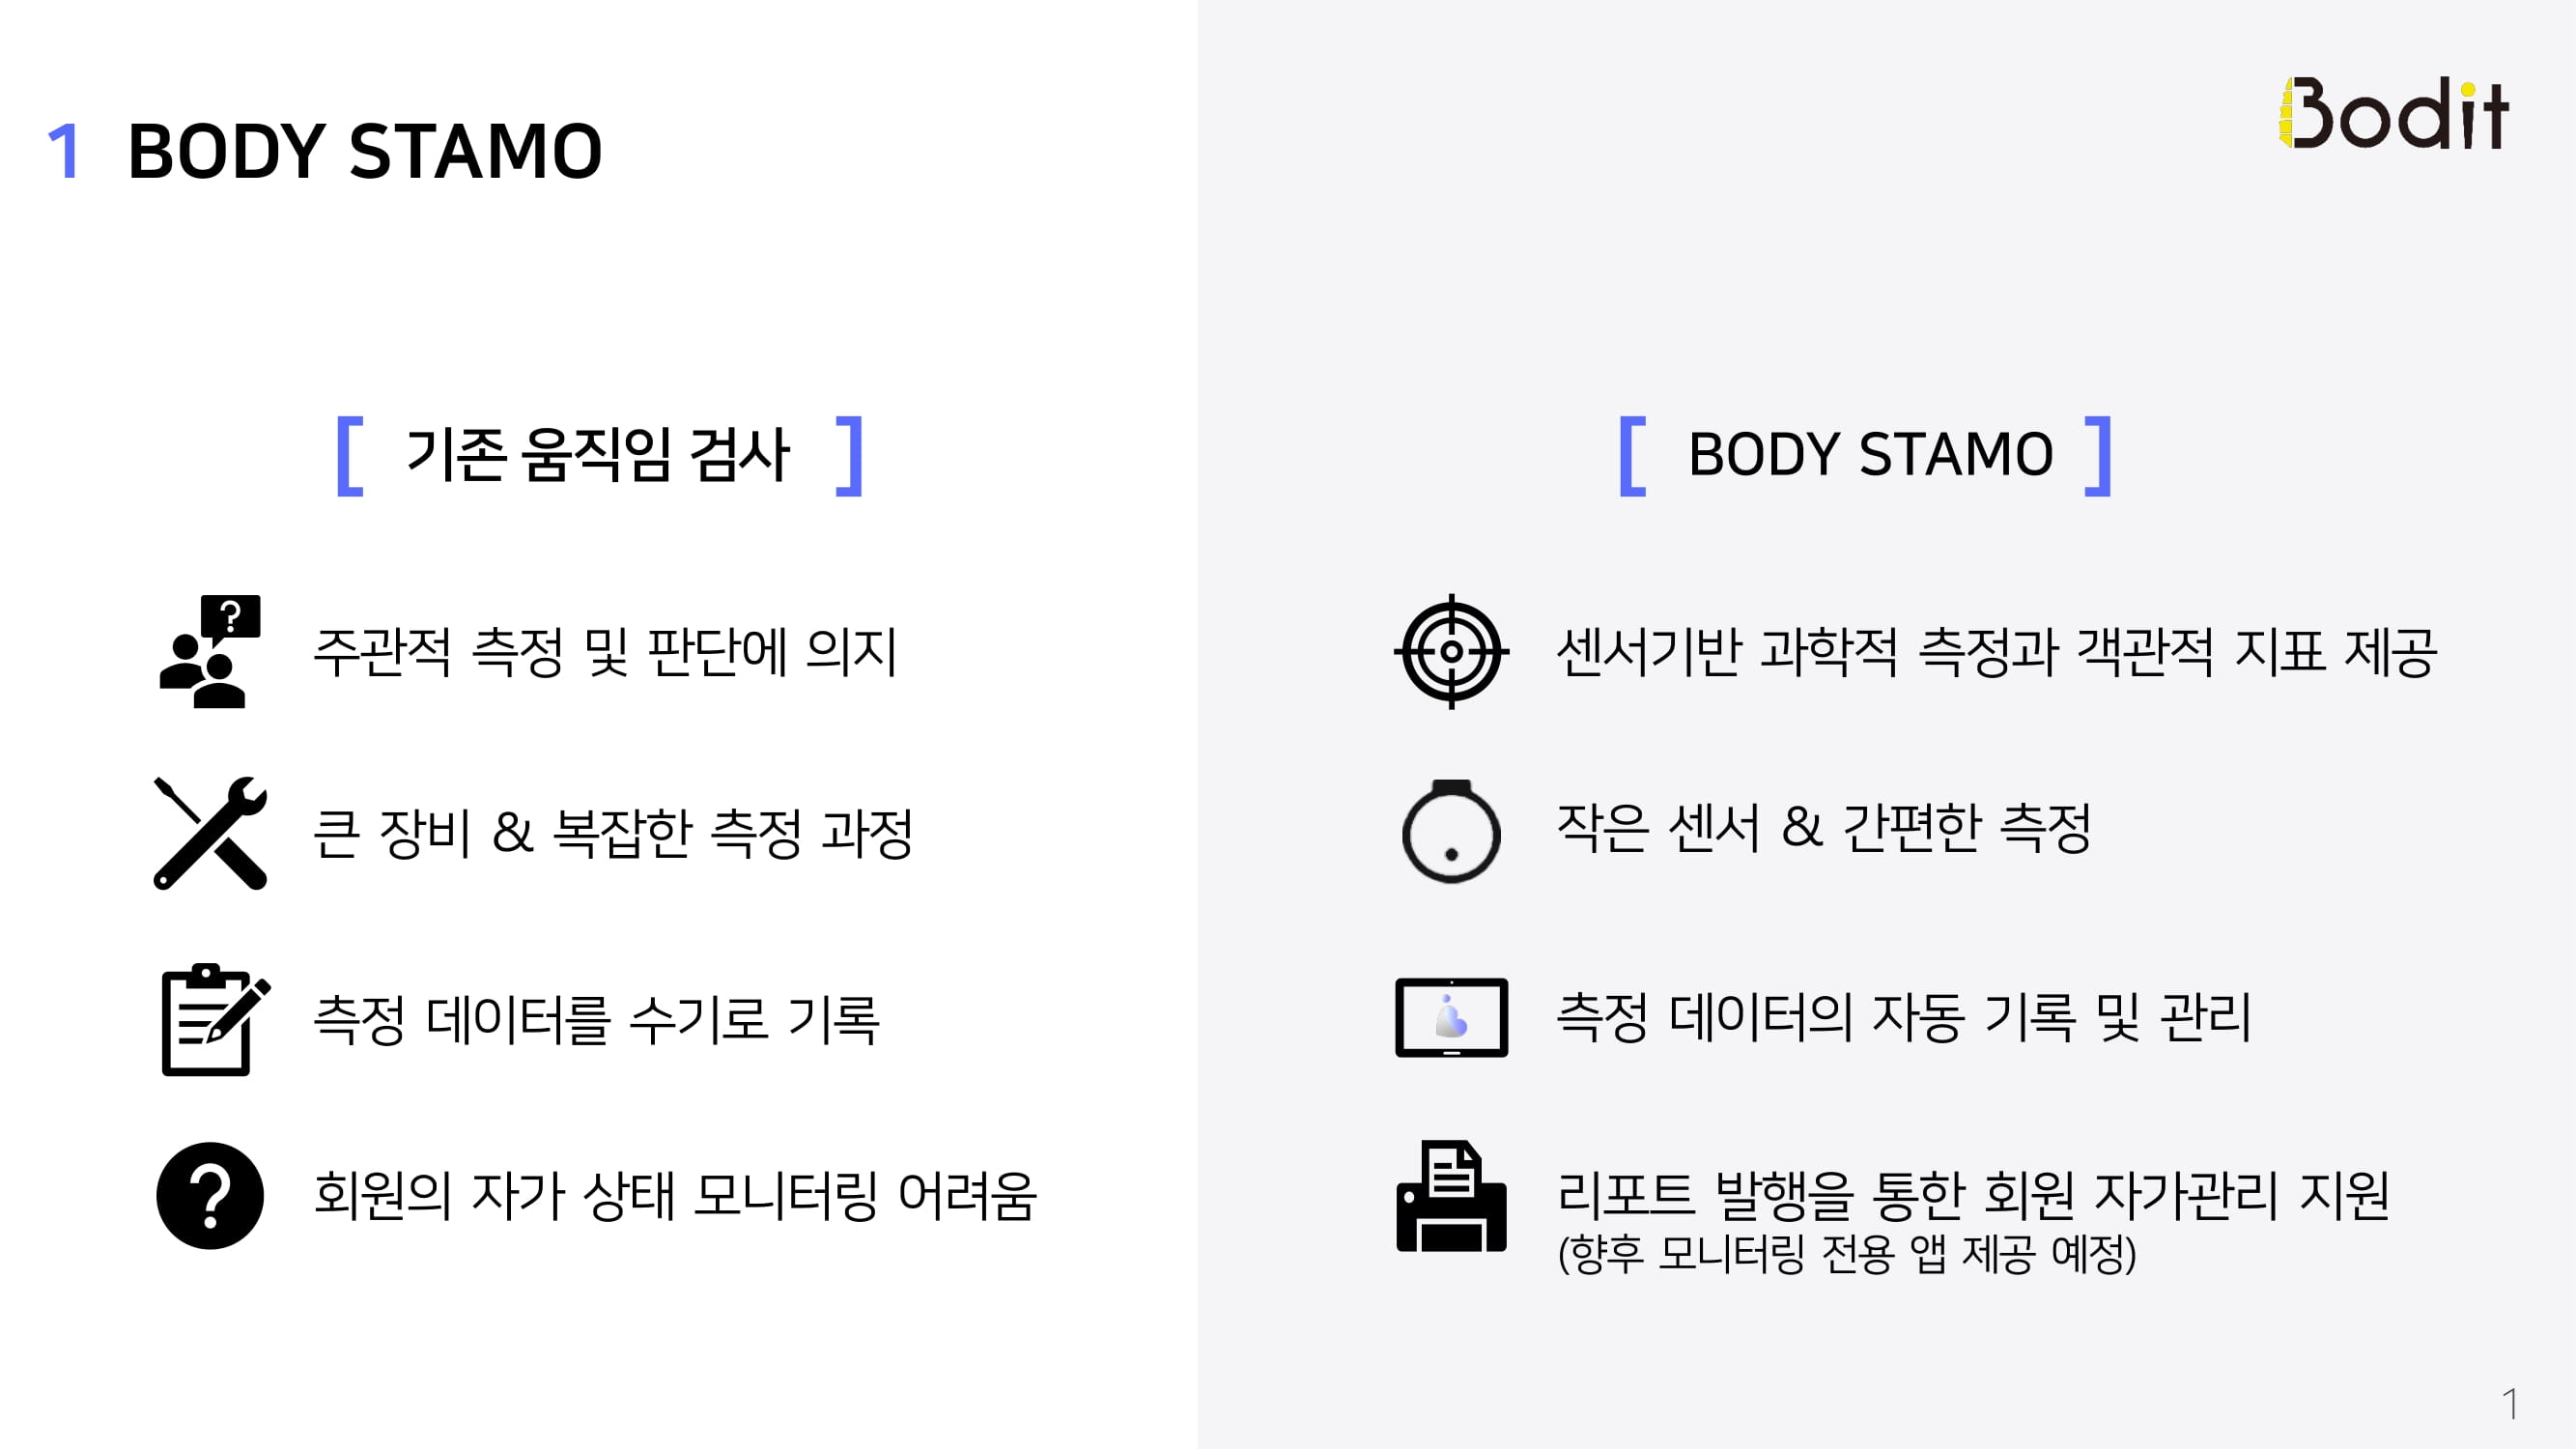 1 BODY STAMO
Bodit
[ 기존 움직임 검사 ]
?
주관적 측정 및 판단에 의지
큰 장비 & 복잡한 측정 과정
측정 데이터를 수기로 기록
?
회원의 자가 상태 모니터링 어려움
[ BODY STAMO ]
센서기반 과학적 측정과 객관적 지표 제공
작은 센서 & 간편한 측정
측정 데이터의 자동 기록 및 관리
리포트 발행을 통한 회원 자가관리 지원
(향후 모니터링 전용 앱 제공 예정)
1